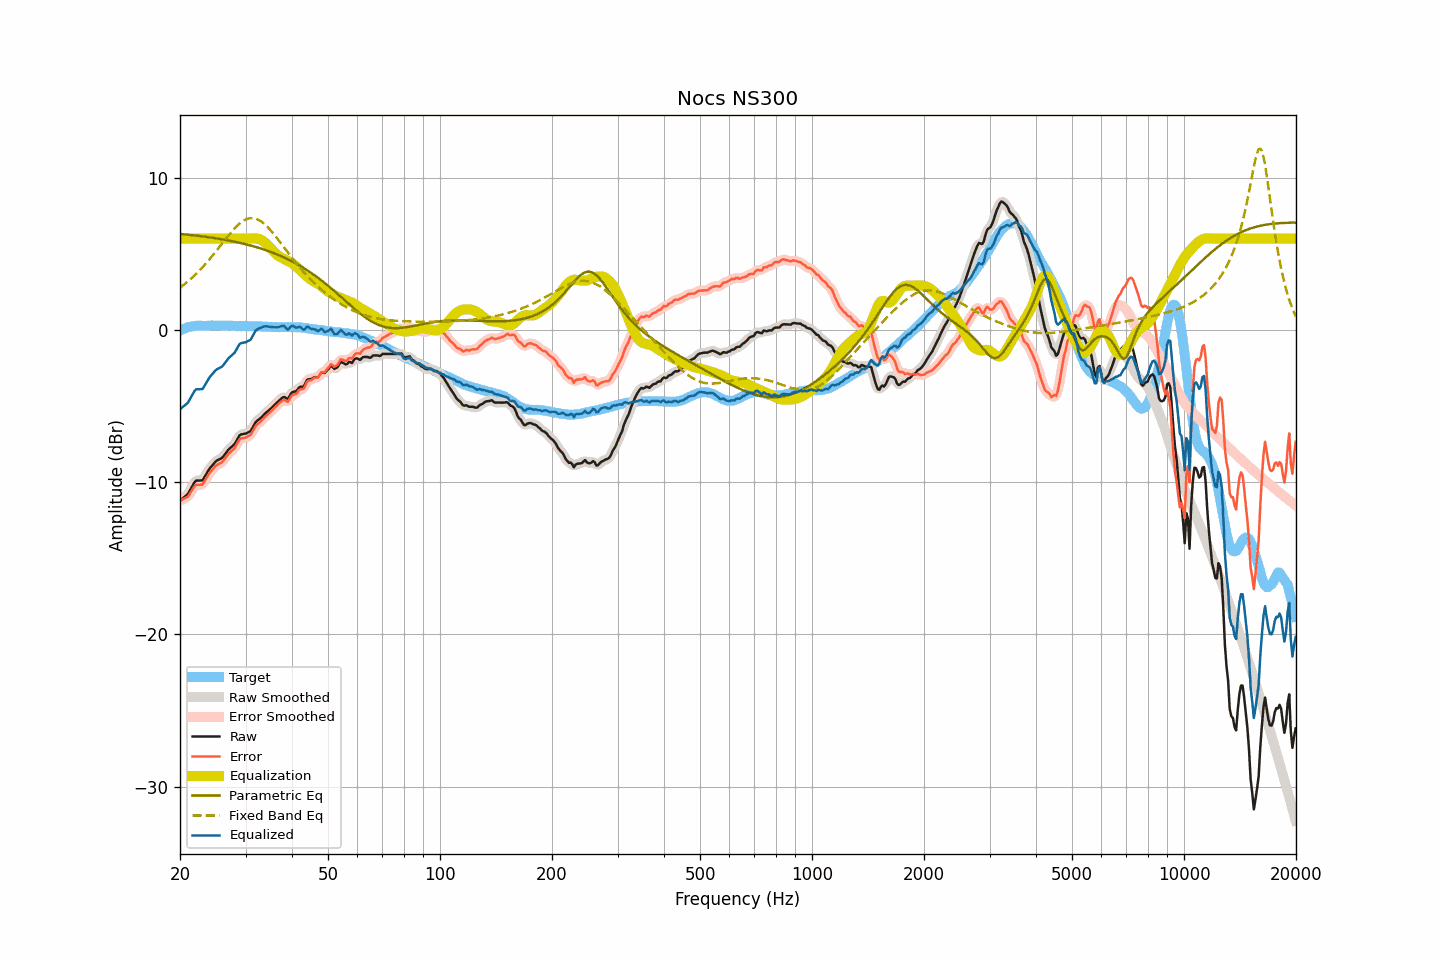 Nocs NS300
Amplitude (dBr)
10
0
−10
−20
−30
Target
Raw Smoothed
Error Smoothed
Raw
Error
Equalization
Parametric Eq
Fixed Band Eq
Equalized
20 50 100 200 500 1000 2000 5000 10000 20000
Frequency (Hz)